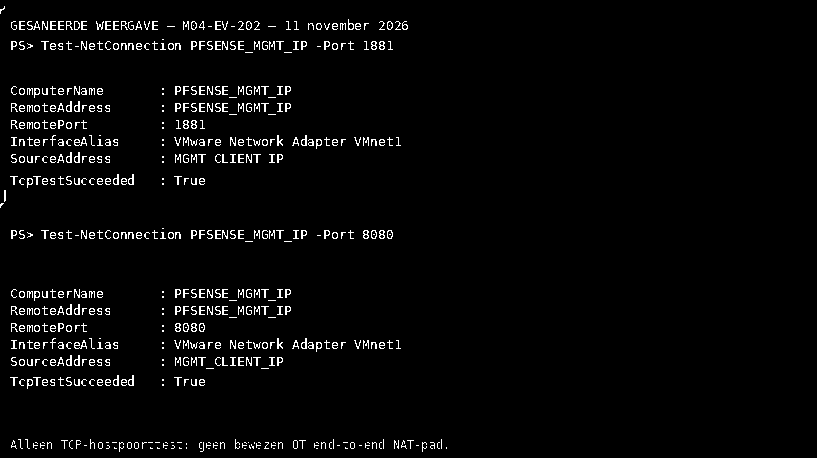 GESANEERDE WEERGAVE — M04-EV-202 — 11 november 2026
PS> Test-NetConnection PFSENSE_MGMT_IP -Port 1881
ComputerName : PFSENSE_MGMT_IP
RemoteAddress : PFSENSE_MGMT_IP
RemotePort : 1881
InterfaceAlias : VMware Network Adapter VMnet1
SourceAddress : MGMT_CLIENT_IP
TcpTestSucceeded : True
PS> Test-NetConnection PFSENSE_MGMT_IP -Port 8080
ComputerName : PFSENSE_MGMT_IP
RemoteAddress : PFSENSE_MGMT_IP
RemotePort : 8080
InterfaceAlias : VMware Network Adapter VMnet1
SourceAddress : MGMT_CLIENT_IP
TcpTestSucceeded : True
Alleen TCP-hostpoorttest; geen bewezen OT end-to-end NAT-pad.